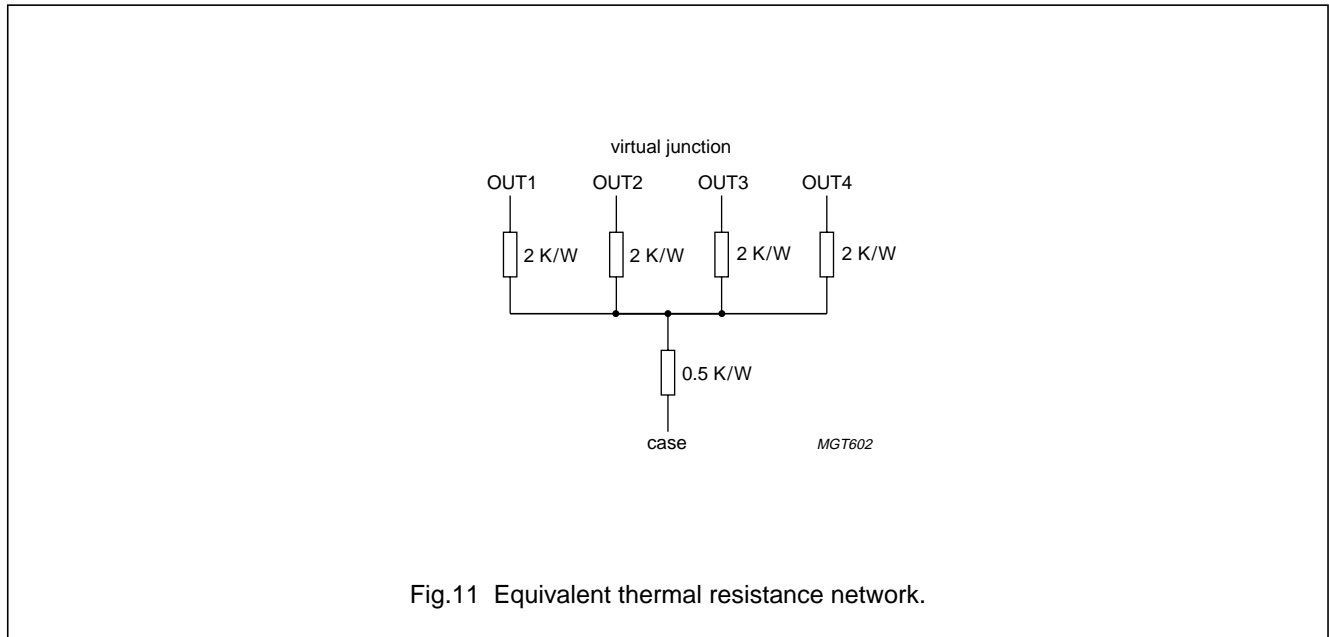 virtual junction
OUT1 OUT2 OUT3 OUT4
2 K/W 2 K/W 2 K/W 2 K/W
0.5 K/W
case MGT602
Fig.11 Equivalent thermal resistance network.